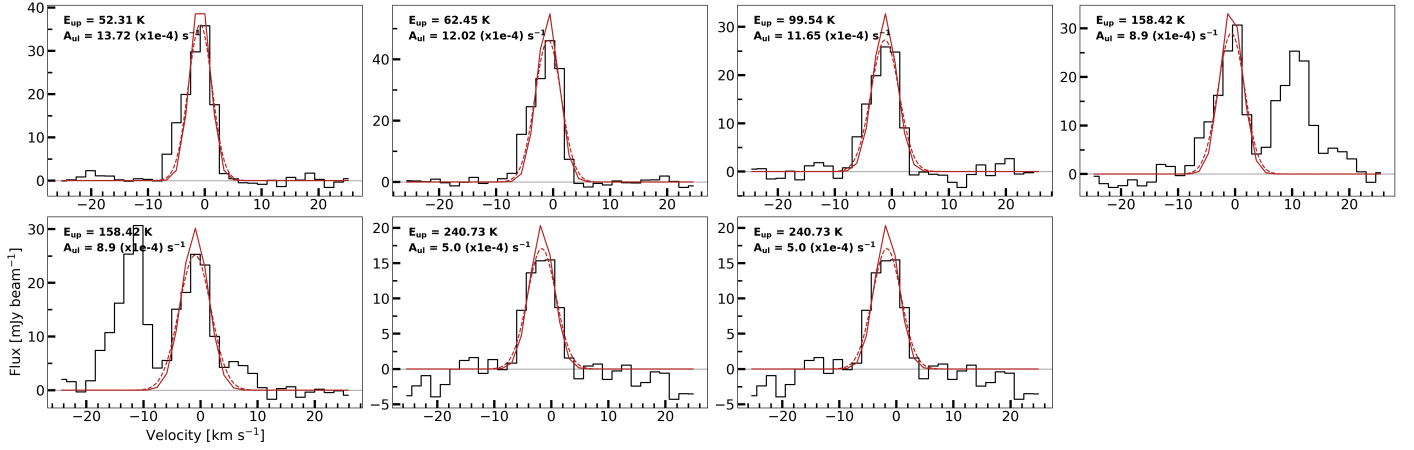 E_up = 52.31 K
A_ul = 13.72 (x1e-4) s⁻¹
40
30
20
10
0
−20 −10 0 10 20
E_up = 62.45 K
A_ul = 12.02 (x1e-4) s⁻¹
40
20
0
−20 −10 0 10 20
E_up = 99.54 K
A_ul = 11.65 (x1e-4) s⁻¹
30
20
10
0
−20 −10 0 10 20
E_up = 158.42 K
A_ul = 8.9 (x1e-4) s⁻¹
30
20
10
0
−20 −10 0 10 20
E_up = 158.42 K
A_ul = 8.9 (x1e-4) s⁻¹
30
20
10
0
−20 −10 0 10 20
Flux [mJy beam⁻¹]
Velocity [km s⁻¹]
E_up = 240.73 K
A_ul = 5.0 (x1e-4) s⁻¹
20
15
10
5
0
−5
−20 −10 0 10 20
E_up = 240.73 K
A_ul = 5.0 (x1e-4) s⁻¹
20
15
10
5
0
−5
−20 −10 0 10 20